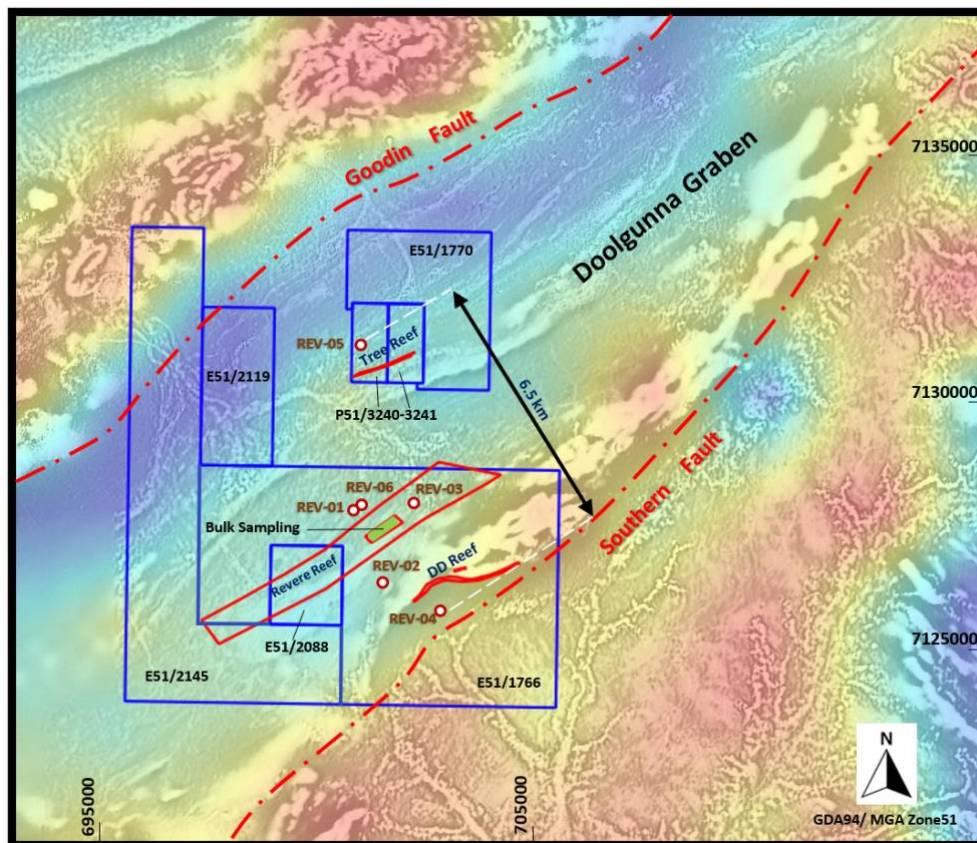 7135000
Goodin Fault
Doolgunna Graben
E51/1770
REV-05
Tree Reef
E51/2119
7130000
6.5 km
P51/3240-3241
Southern Fault
REV-06
REV-03
REV-01
Bulk Sampling
DD Reef
Revere Reef
REV-02
REV-04
7125000
E51/2088
E51/2145
E51/1766
N
695000
705000
GDA94/ MGA Zone51